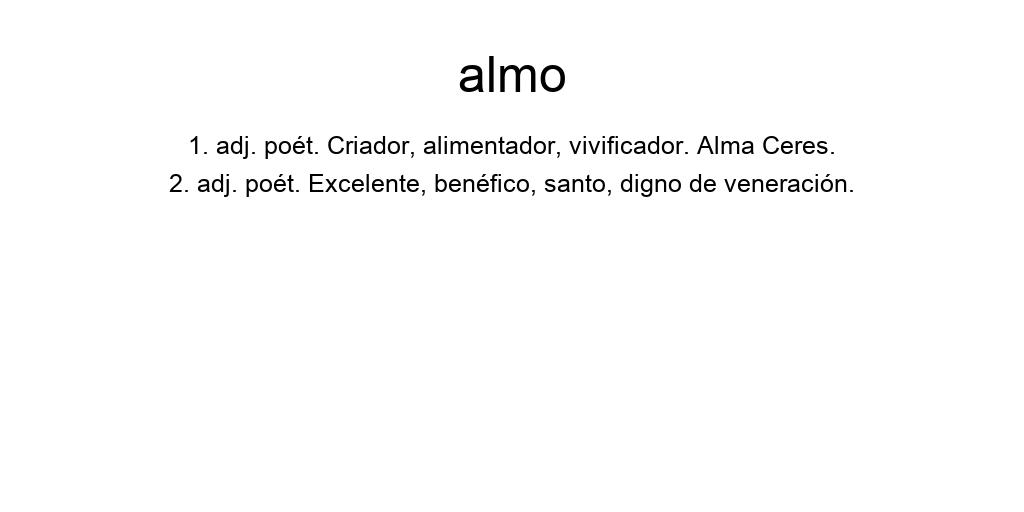 almo
1. adj. poét. Criador, alimentador, vivificador. Alma Ceres.
2. adj. poét. Excelente, benéfico, santo, digno de veneración.